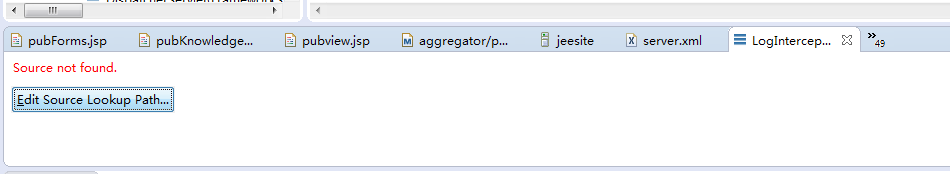 pubForms.jsp pubKnowledge... pubview.jsp aggregator/p... jeesite server.xml LogIntercep... »49
Source not found.
Edit Source Lookup Path...